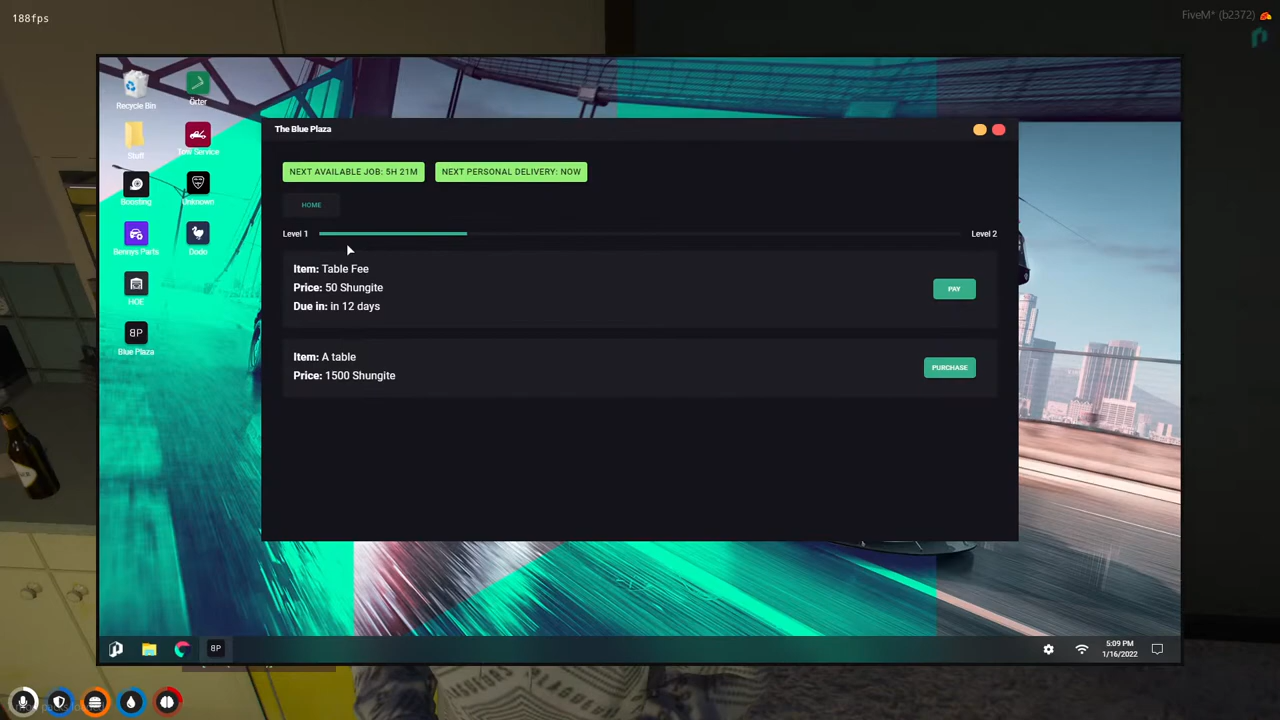 188fps
FiveM* (b2372)
Recycle Bin
Örter
Stuff
Tow Service
Boosting
Unknown
Bennys Parts
Dodo
HOE
BP
Blue Plaza
The Blue Plaza
NEXT AVAILABLE JOB: 5H 21M
NEXT PERSONAL DELIVERY: NOW
HOME
Level 1
Level 2
Item: Table Fee
Price: 50 Shungite
Due in: in 12 days
PAY
Item: A table
Price: 1500 Shungite
PURCHASE
BP
5:09 PM
1/16/2022